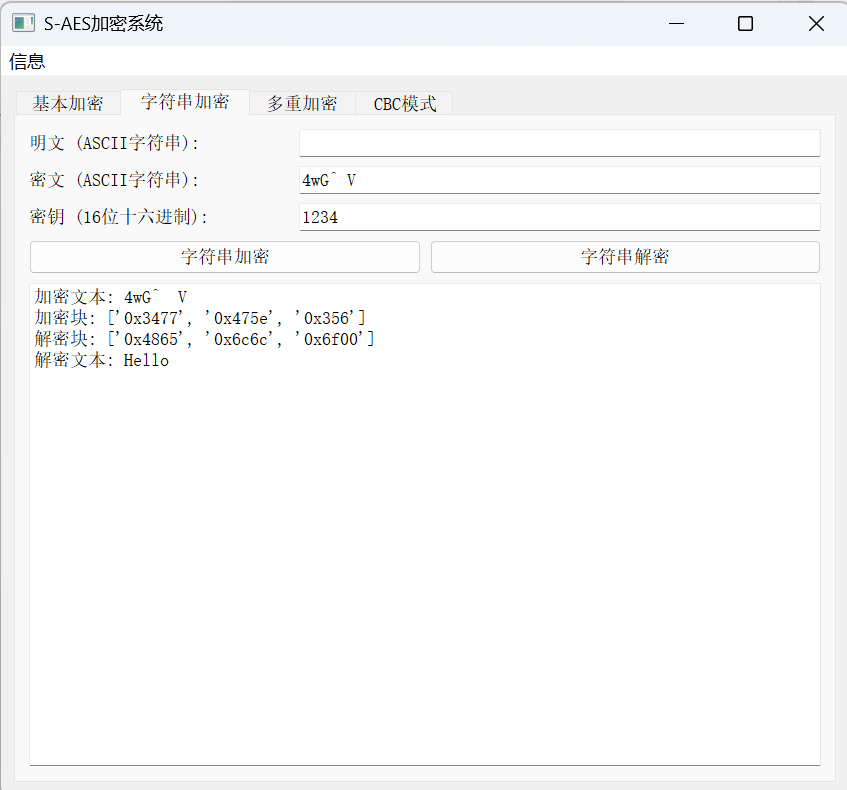 S-AES加密系统
信息
基本加密 字符串加密 多重加密 CBC模式
明文 (ASCII字符串):
密文 (ASCII字符串): 4wG^ V
密钥 (16位十六进制): 1234
字符串加密 字符串解密
加密文本: 4wG^  V
加密块: ['0x3477', '0x475e', '0x356']
解密块: ['0x4865', '0x6c6c', '0x6f00']
解密文本: Hello